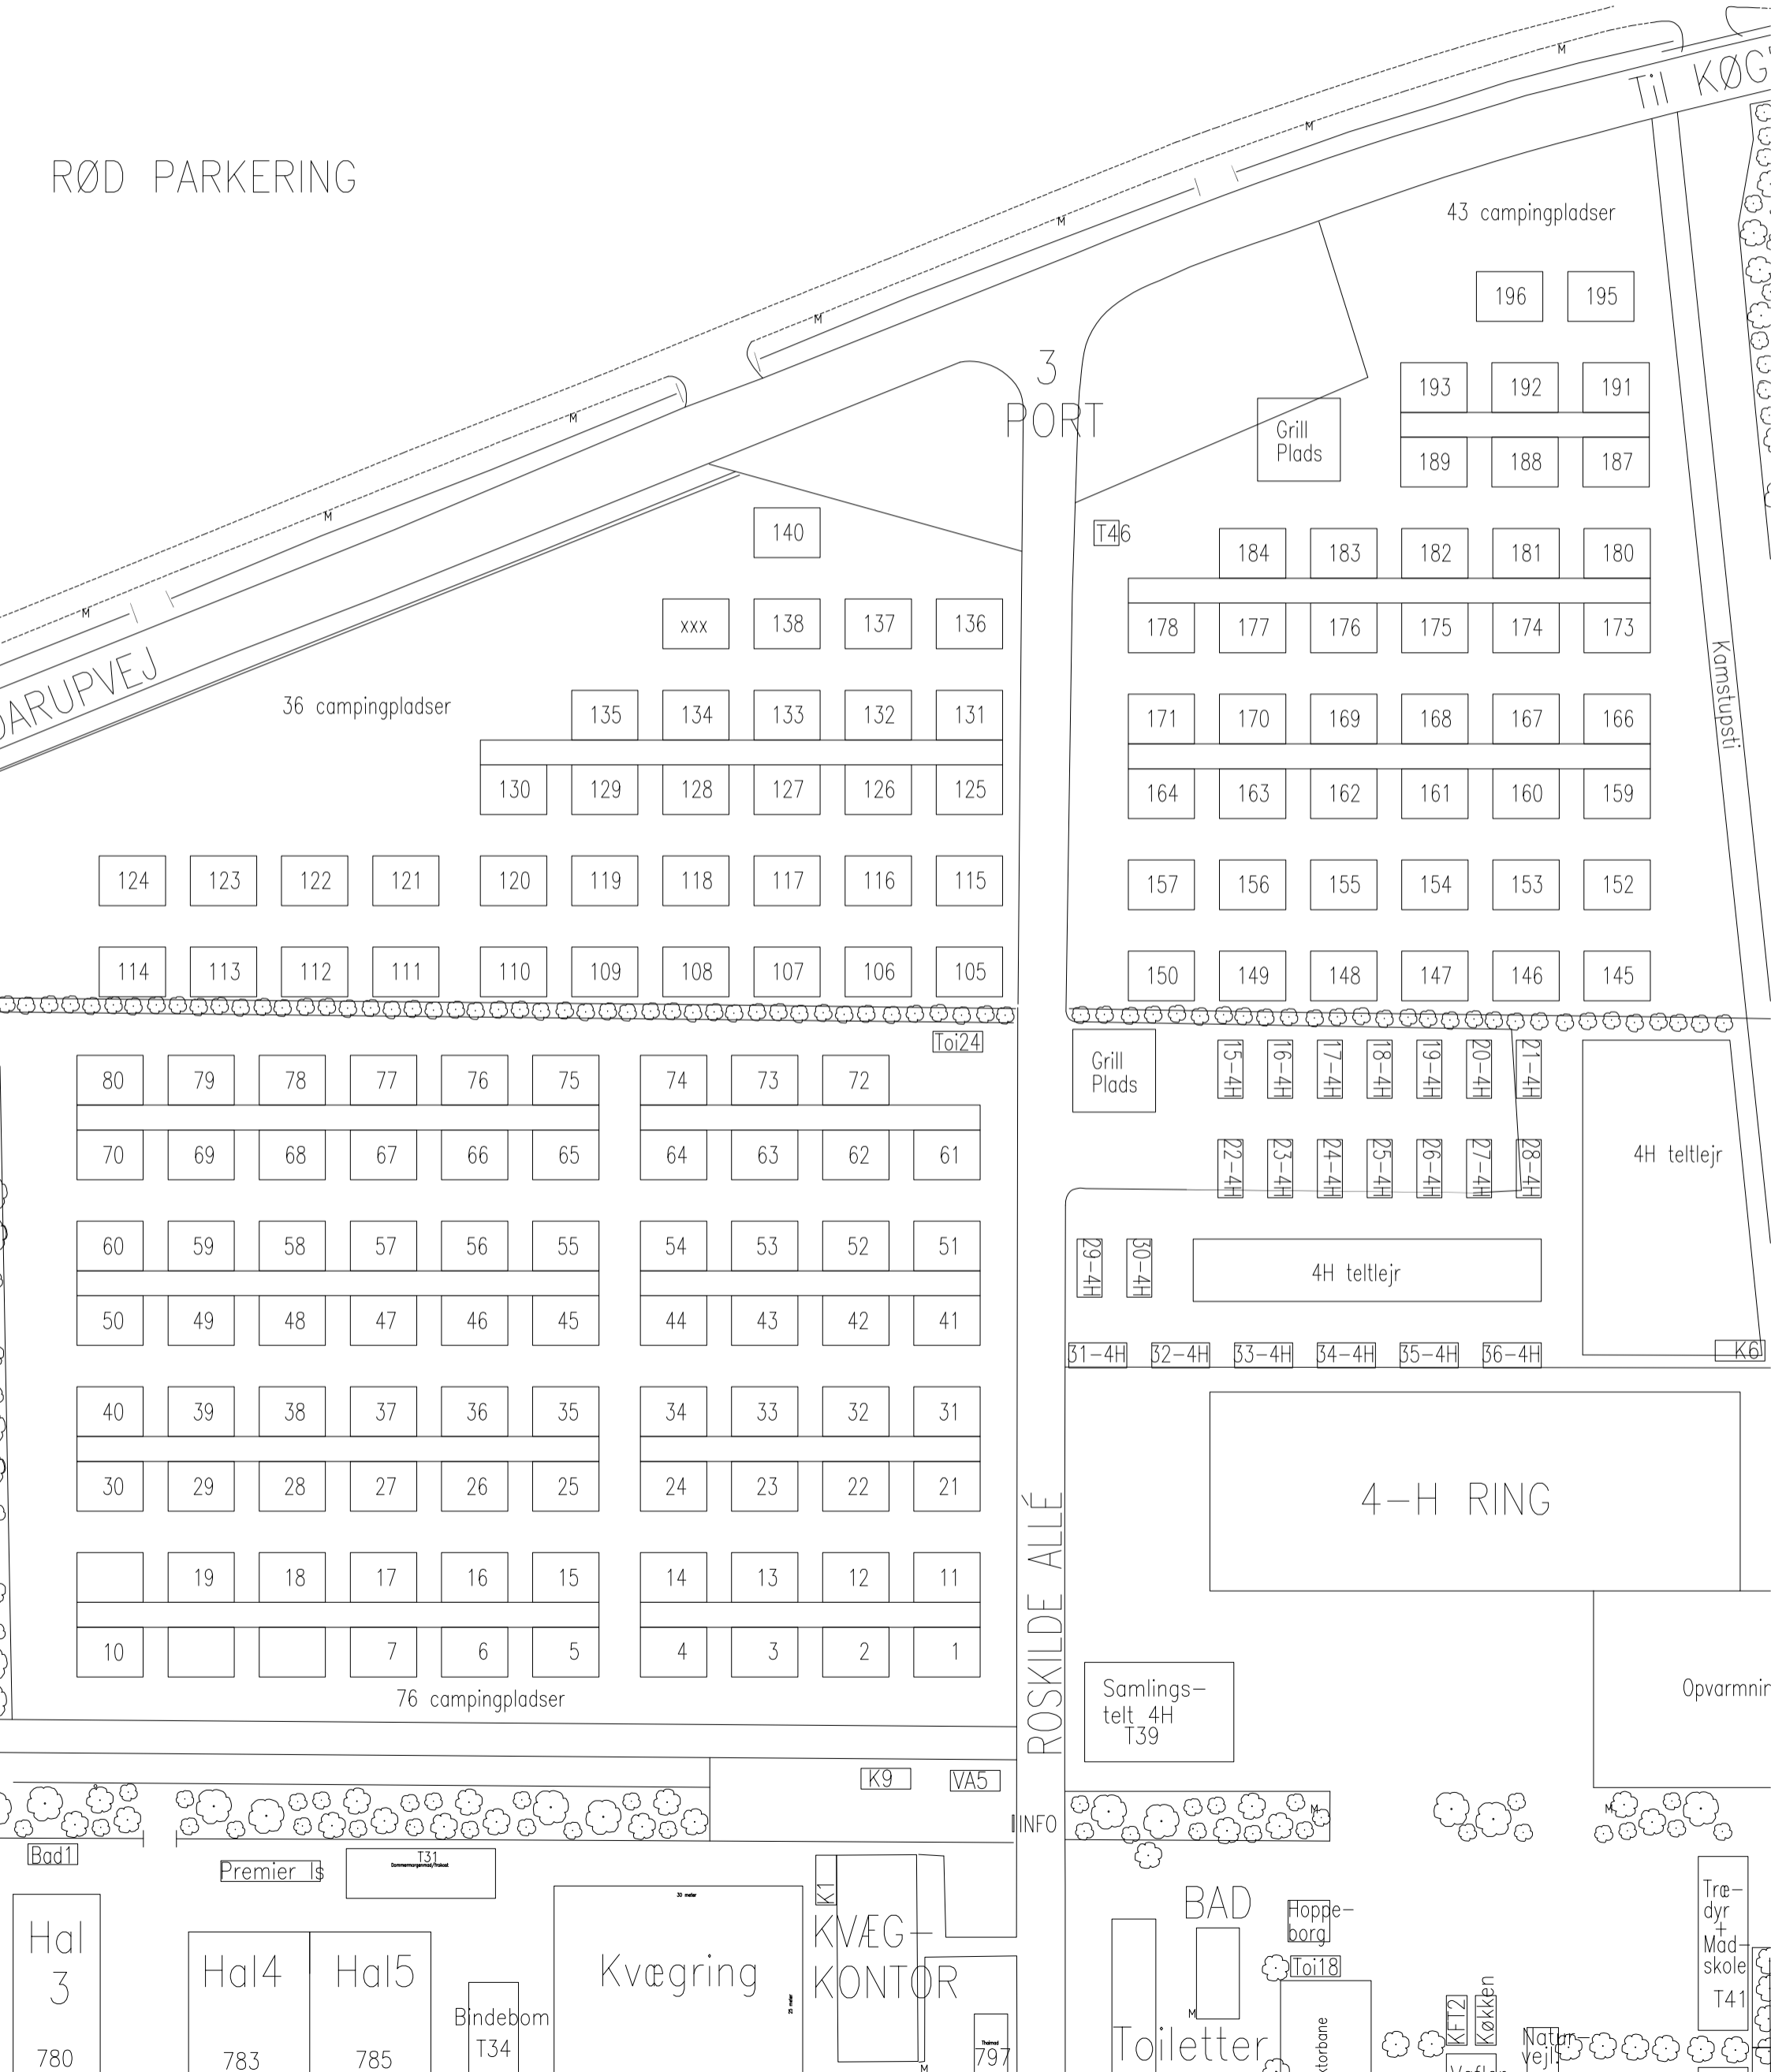 M
Til KØG
M
RØD PARKERING
43 campingpladser
M
196 195
M
3
PORT
193 192 191
M
Grill
Plads
189 188 187
M
140
T46
184 183 182 181 180
M
xxx 138 137 136
178 177 176 175 174 173
DARUPVEJ
Kamstupsti
36 campingpladser
135 134 133 132 131
171 170 169 168 167 166
130 129 128 127 126 125
164 163 162 161 160 159
124 123 122 121 120 119 118 117 116 115
157 156 155 154 153 152
114 113 112 111 110 109 108 107 106 105
150 149 148 147 146 145
Toi24
Grill
Plads
15-4H 16-4H 17-4H 18-4H 19-4H 20-4H 21-4H
80 79 78 77 76 75 74 73 72
70 69 68 67 66 65 64 63 62 61
22-4H 23-4H 24-4H 25-4H 26-4H 27-4H 28-4H
4H teltlejr
60 59 58 57 56 55 54 53 52 51
29-4H 30-4H
4H teltlejr
50 49 48 47 46 45 44 43 42 41
31-4H 32-4H 33-4H 34-4H 35-4H 36-4H
K6
40 39 38 37 36 35 34 33 32 31
30 29 28 27 26 25 24 23 22 21
4-H RING
ROSKILDE ALLÉ
19 18 17 16 15 14 13 12 11
10 7 6 5 4 3 2 1
76 campingpladser
Samlings-
telt 4H
T39
Opvarmnin
K9 VA5
INFO
M
M
Bad1
Premier Is
T31
K1
30 meter
25 meter
BAD
Hoppe-
borg
Toi18
Træ-
dyr
+
Mad-
skole
T41
Hal
3
780
Hal4
783
Hal5
785
Bindebom
T34
Kvægring
KVÆG-
KONTOR
797
M
M
Toiletter
KFT2
Køkken
Natur-
vejl.